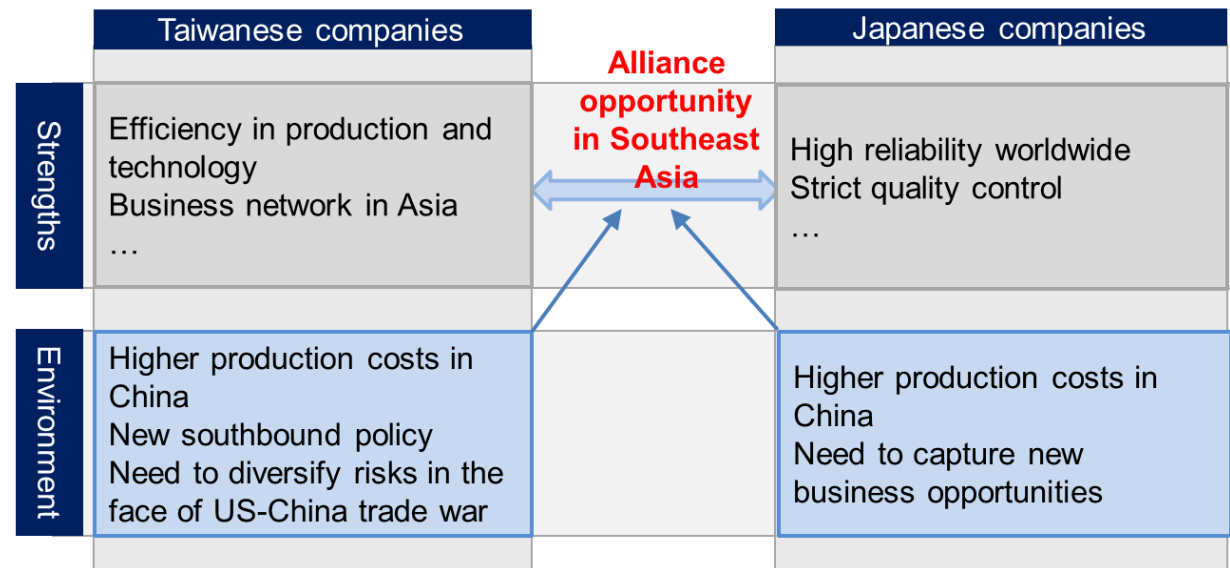 Taiwanese companies
Japanese companies
Alliance
opportunity
in Southeast
Asia
Strengths
Efficiency in production and
technology
Business network in Asia
…
High reliability worldwide
Strict quality control
…
Environment
Higher production costs in
China
New southbound policy
Need to diversify risks in the
face of US-China trade war
Higher production costs in
China
Need to capture new
business opportunities